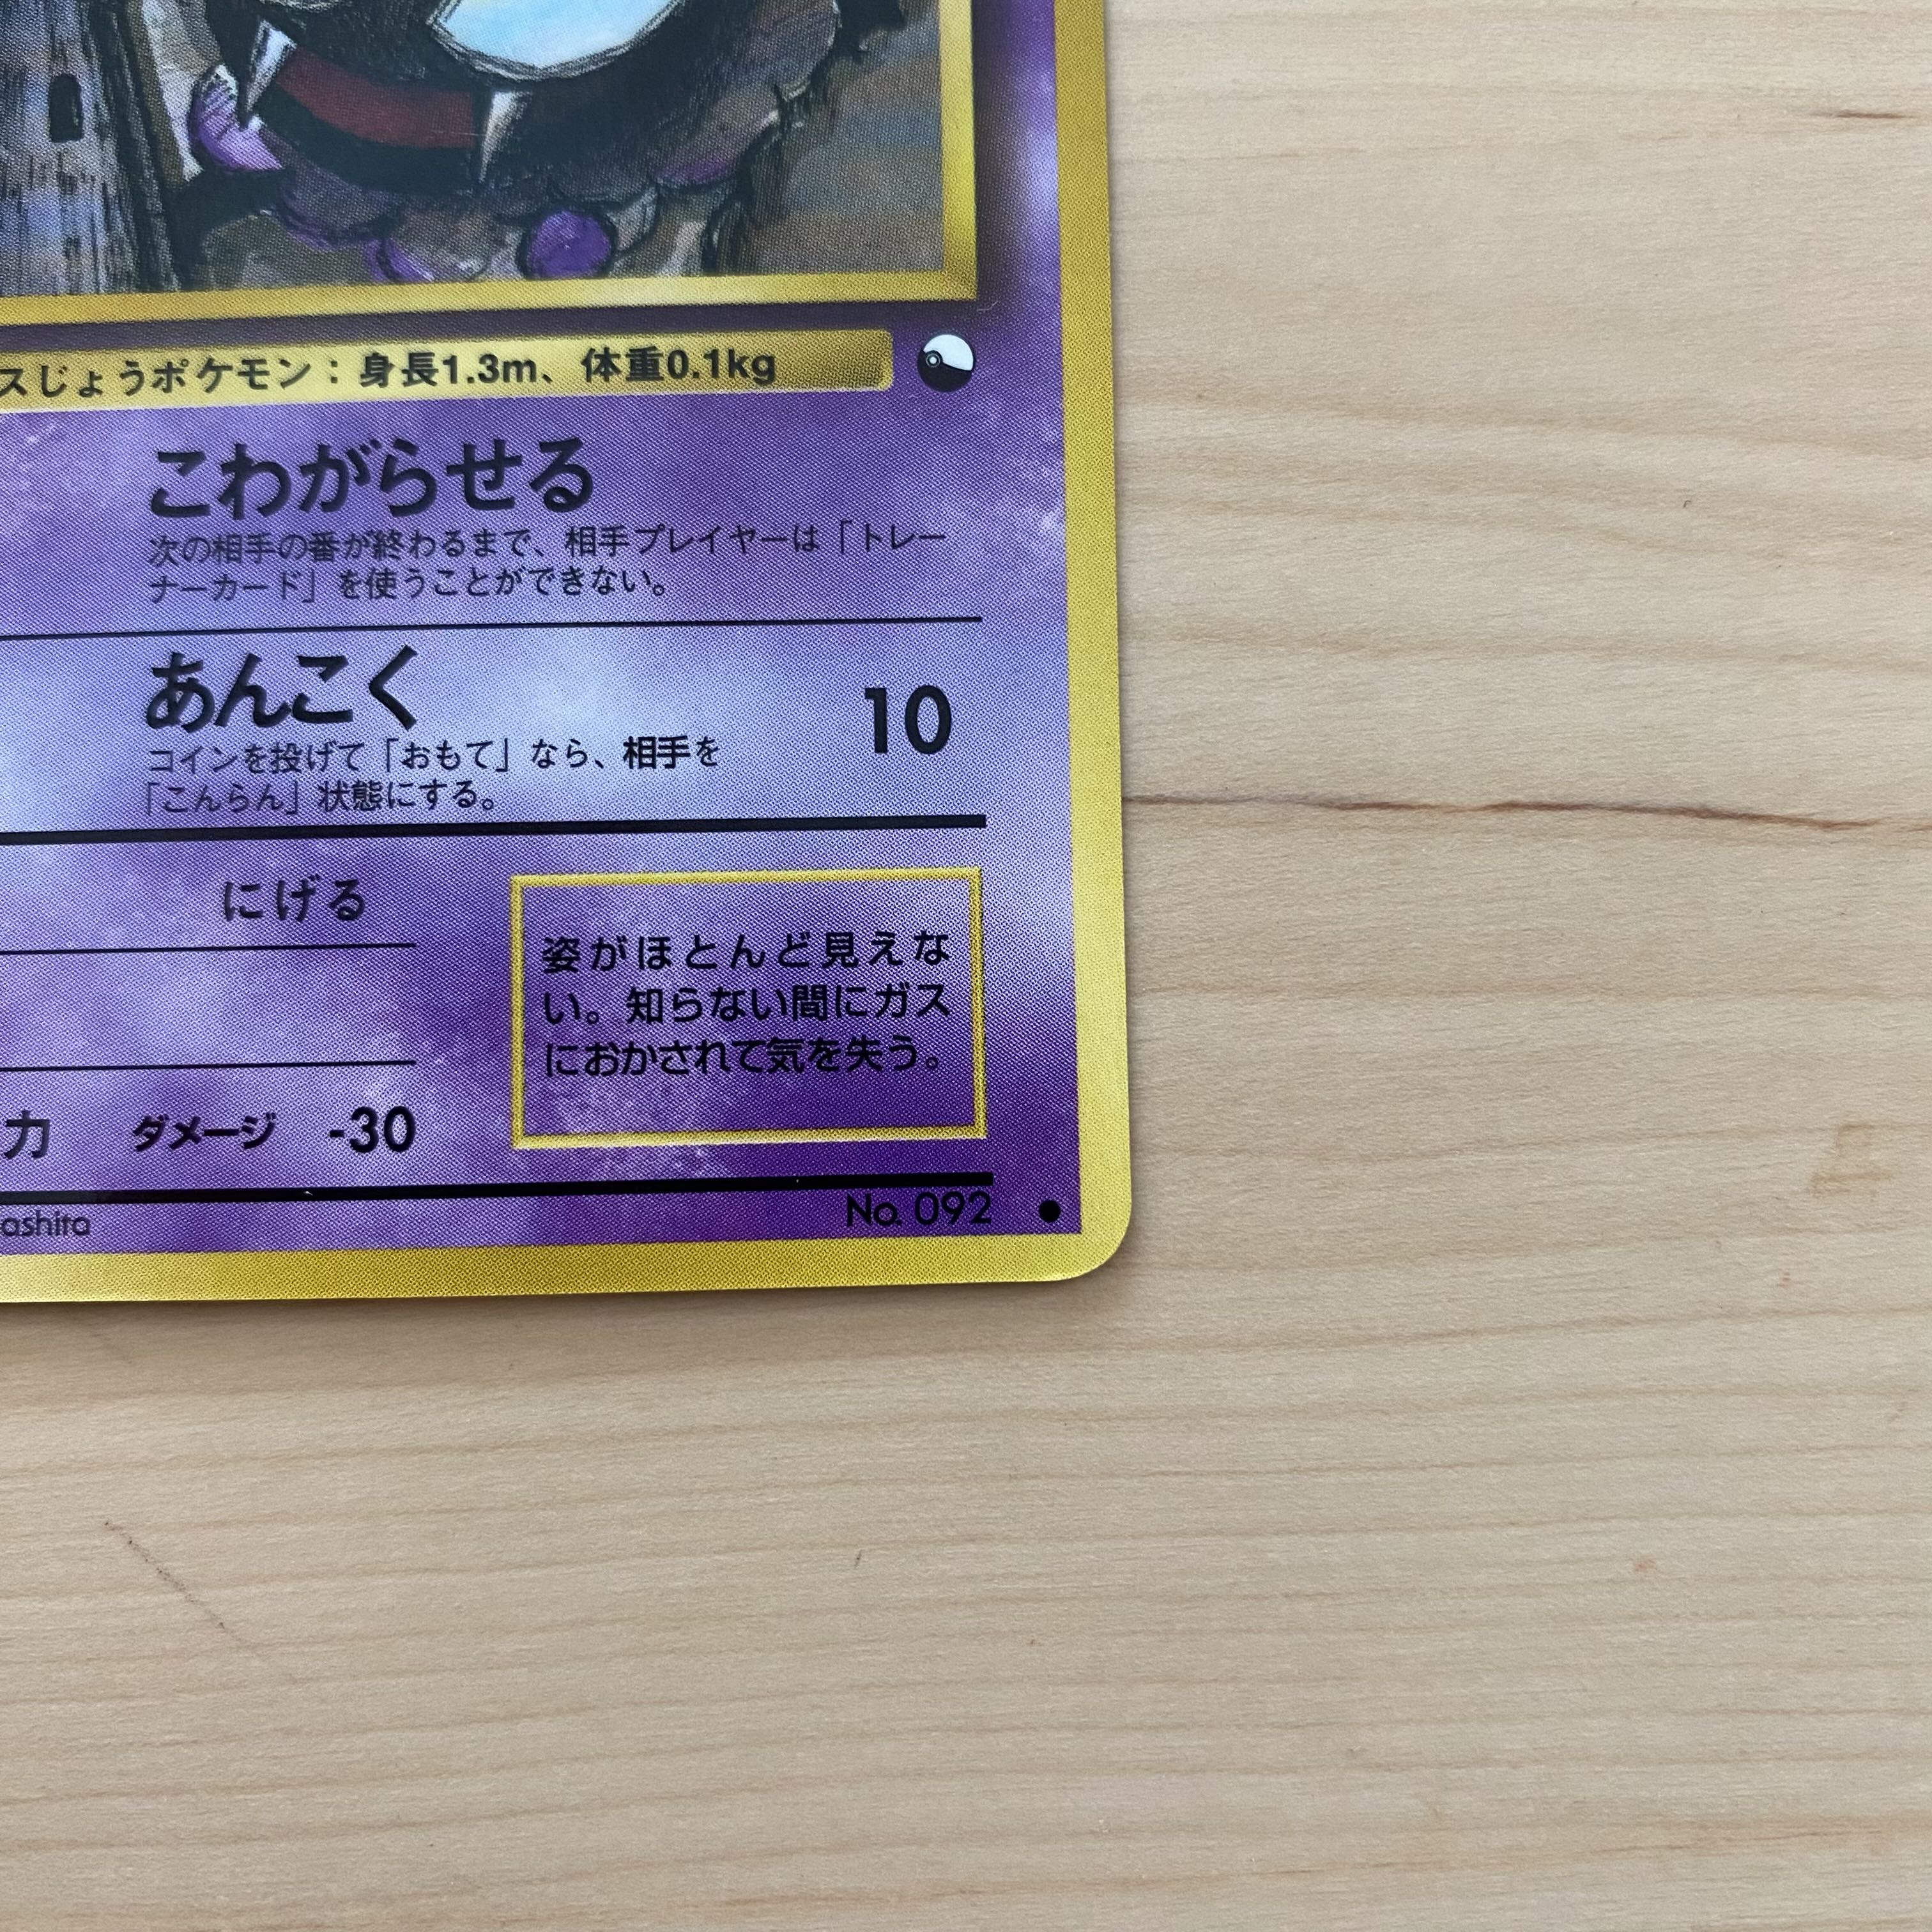 スじょうポケモン：身長1.3m、体重0.1kg
こわがらせる
次の相手の番が終わるまで、相手プレイヤーは「トレー
ナーカード」を使うことができない。
あんこく 10
コインを投げて「おもて」なら、相手を
「こんらん」状態にする。
にげる
姿がほとんど見えな
い。知らない間にガス
におかされて気を失う。
力 ダメージ -30
ashita
No. 092